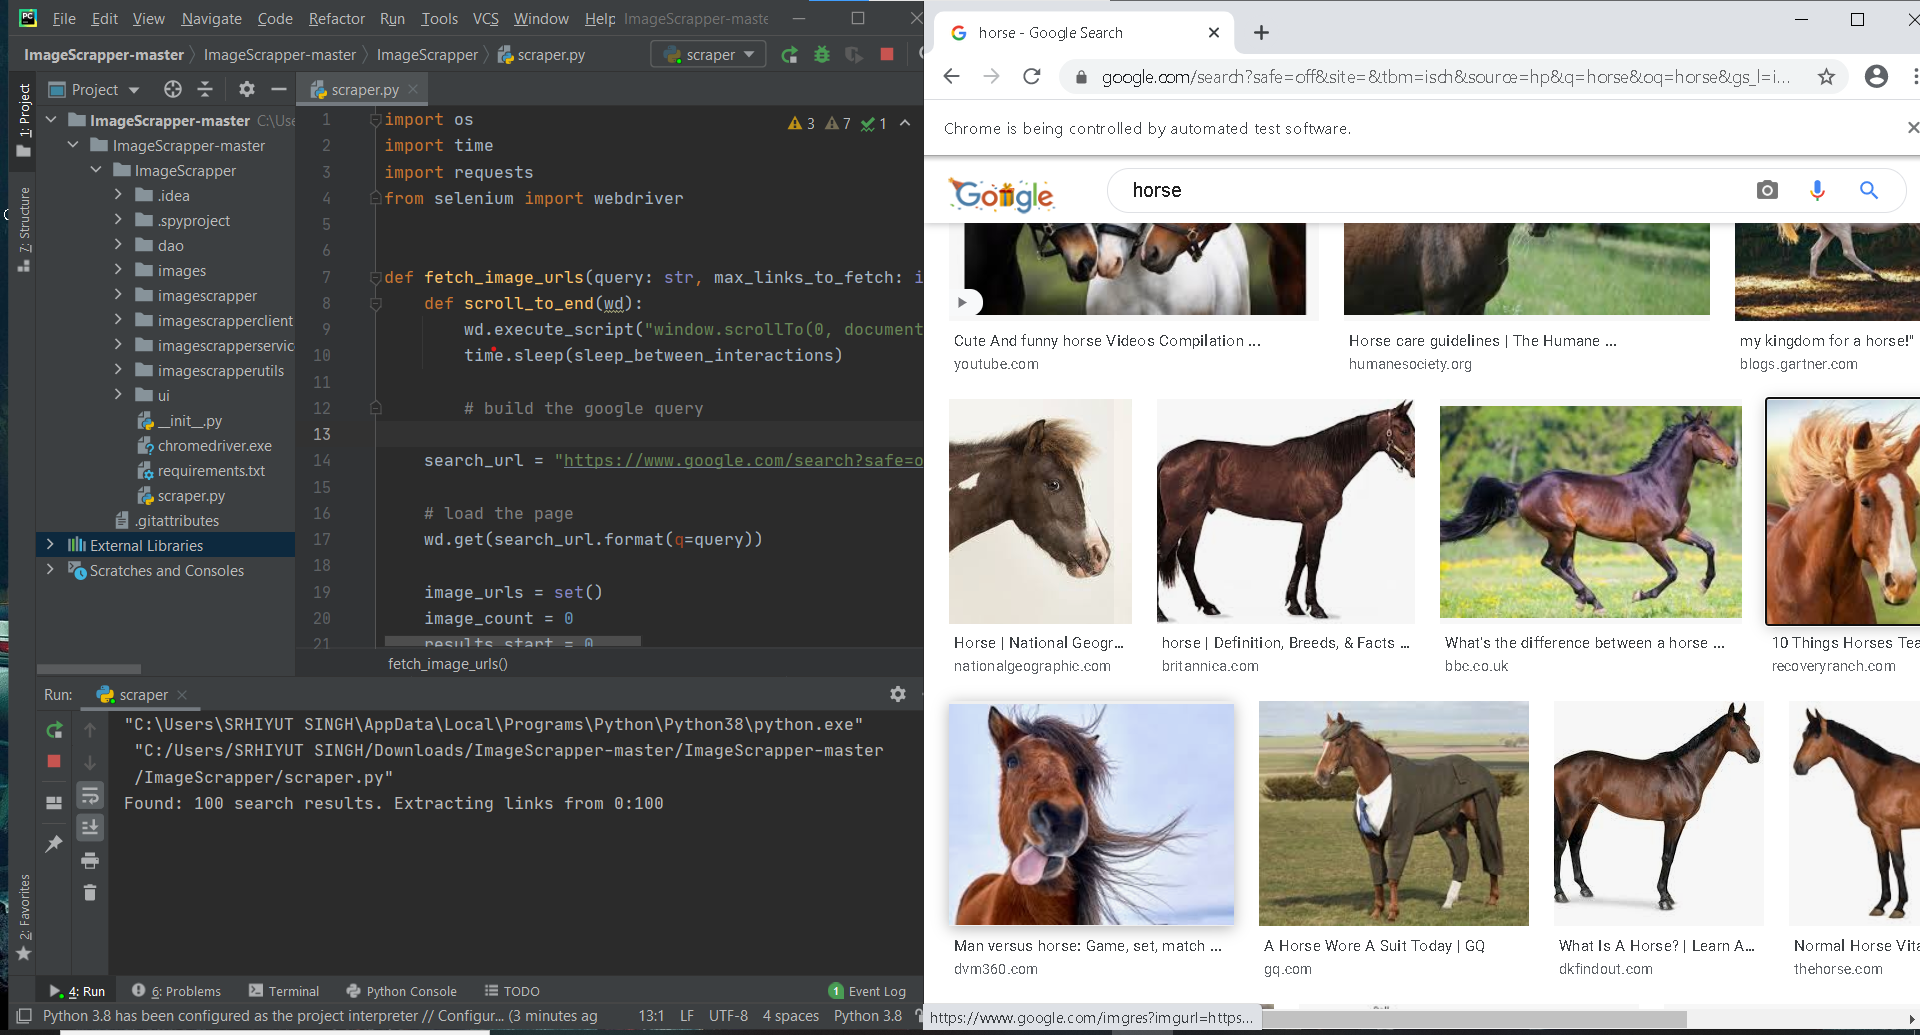 File Edit View Navigate Code Refactor Run Tools VCS Window Help ImageScrapper-maste
ImageScrapper-master ImageScrapper-master ImageScrapper scraper.py scraper
1: Project
7: Structure
2: Favorites
Project
ImageScrapper-master C:\Use
ImageScrapper-master
ImageScrapper
.idea
.spyproject
dao
images
imagescrapper
imagescrapperclient
imagescrapperservic
imagescrapperutils
ui
__init__.py
chromedriver.exe
requirements.txt
scraper.py
.gitattributes
External Libraries
Scratches and Consoles
scraper.py
3 7 1
1 import os
2 import time
3 import requests
4 from selenium import webdriver
5
6
7 def fetch_image_urls(query: str, max_links_to_fetch: i
8 def scroll_to_end(wd):
9 wd.execute_script("window.scrollTo(0, document
10 time.sleep(sleep_between_interactions)
11
12 # build the google query
13
14 search_url = "https://www.google.com/search?safe=o
15
16 # load the page
17 wd.get(search_url.format(q=query))
18
19 image_urls = set()
20 image_count = 0
21 results_start = 0
fetch_image_urls()
Run: scraper
"C:\Users\SRHIYUT SINGH\AppData\Local\Programs\Python\Python38\python.exe"
"C:/Users/SRHIYUT SINGH/Downloads/ImageScrapper-master/ImageScrapper-master
/ImageScrapper/scraper.py"
Found: 100 search results. Extracting links from 0:100
4: Run 6: Problems Terminal Python Console TODO 1 Event Log
Python 3.8 has been configured as the project interpreter // Configur... (3 minutes ag 13:1 LF UTF-8 4 spaces Python 3.8
horse - Google Search
google.com/search?safe=off&site=&tbm=isch&source=hp&q=horse&oq=horse&gs_l=i...
Chrome is being controlled by automated test software.
Google horse
Cute And funny horse Videos Compilation ...
youtube.com
Horse care guidelines | The Humane ...
humanesociety.org
my kingdom for a horse!"
blogs.gartner.com
Horse | National Geogr...
nationalgeographic.com
horse | Definition, Breeds, & Facts ...
britannica.com
What's the difference between a horse ...
bbc.co.uk
10 Things Horses Tea
recoveryranch.com
Man versus horse: Game, set, match ...
dvm360.com
A Horse Wore A Suit Today | GQ
gq.com
What Is A Horse? | Learn A...
dkfindout.com
Normal Horse Vita
thehorse.com
https://www.google.com/imgres?imgurl=https...